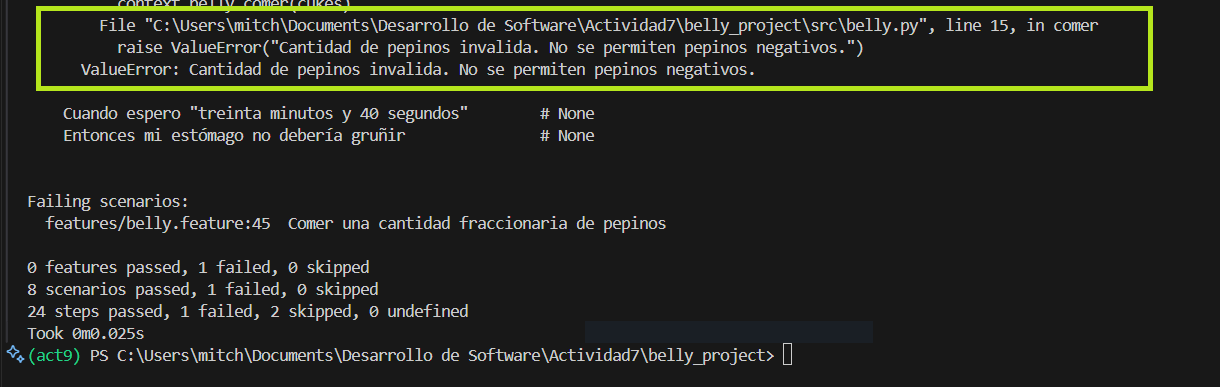 context.belly.comer(cukes)
File "C:\Users\mitch\Documents\Desarrollo de Software\Actividad7\belly_project\src\belly.py", line 15, in comer
raise ValueError("Cantidad de pepinos invalida. No se permiten pepinos negativos.")
ValueError: Cantidad de pepinos invalida. No se permiten pepinos negativos.
Cuando espero "treinta minutos y 40 segundos" # None
Entonces mi estómago no debería gruñir # None
Failing scenarios:
features/belly.feature:45 Comer una cantidad fraccionaria de pepinos
0 features passed, 1 failed, 0 skipped
8 scenarios passed, 1 failed, 0 skipped
24 steps passed, 1 failed, 2 skipped, 0 undefined
Took 0m0.025s
(act9) PS C:\Users\mitch\Documents\Desarrollo de Software\Actividad7\belly_project>